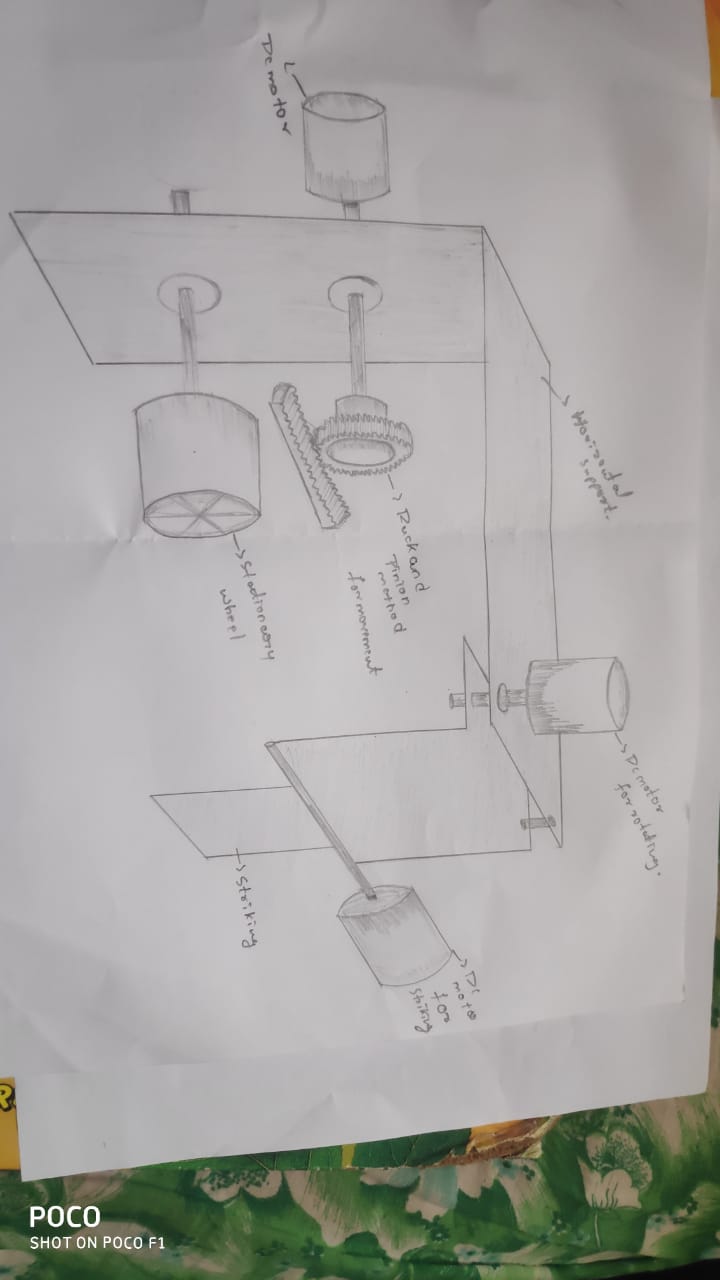 Dc motor
Horizontal
support.
Rack and
Pinion
method
for movement
Stationary
wheel
Dc motor
for rotating.
Striking
Dc
motor
for
striking
POCO
SHOT ON POCO F1